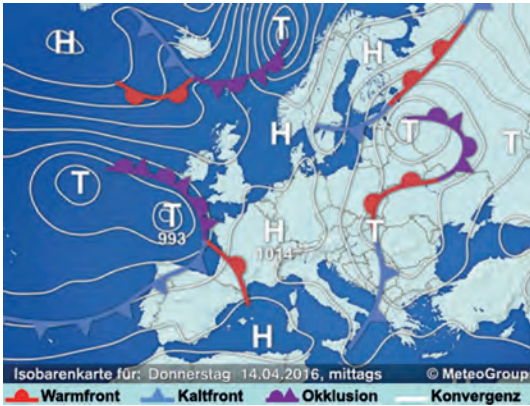 T
H
H
H
T
T
T
T
993
H
1014
T
H
Isobarenkarte für: Donnerstag 14.04.2016, mittags © MeteoGroup
Warmfront Kaltfront Okklusion Konvergenz